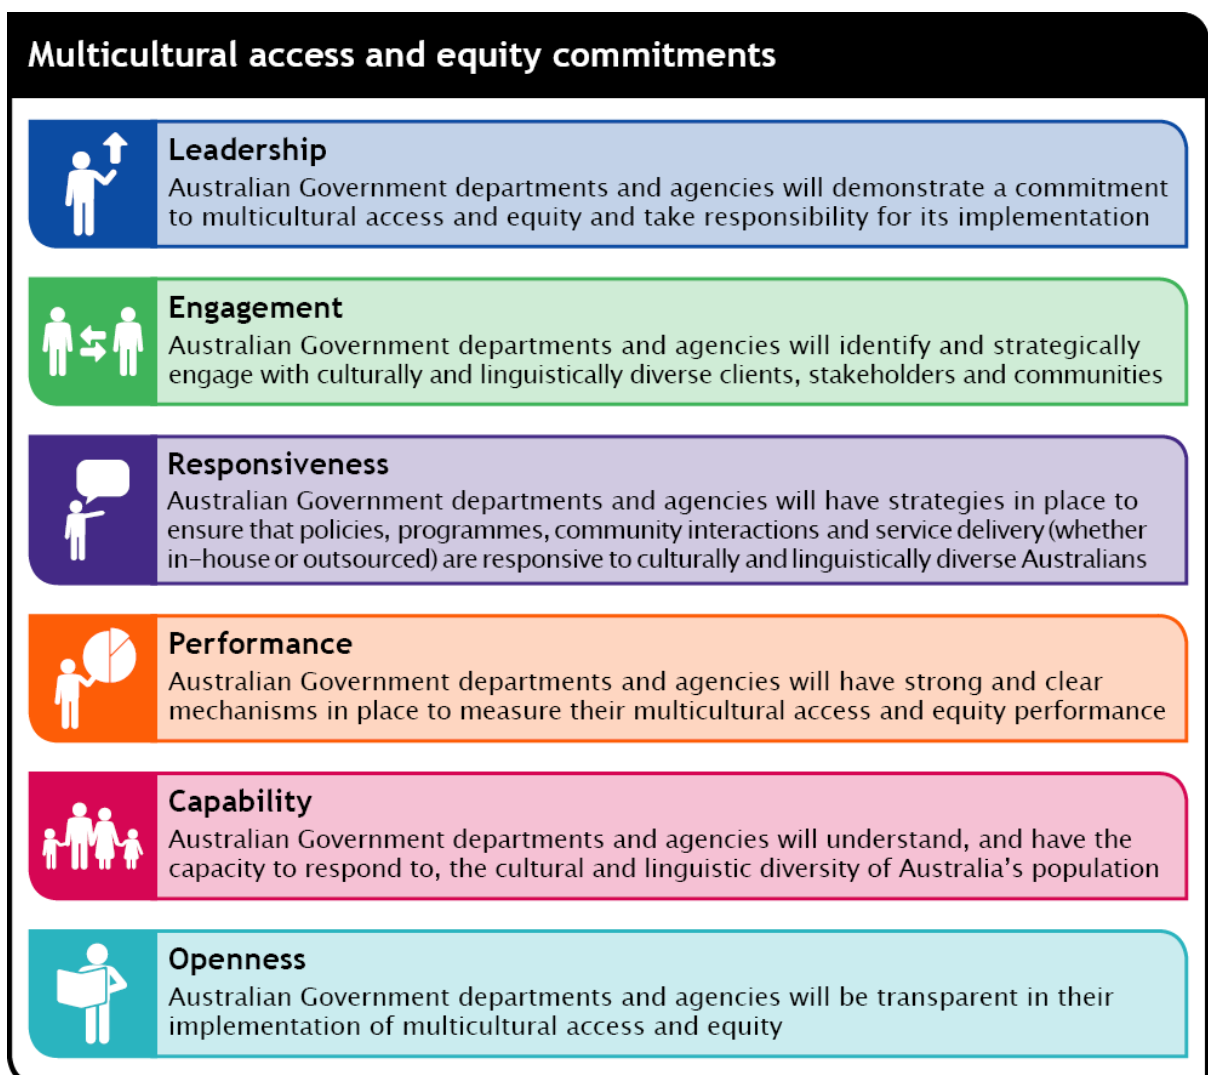 Multicultural access and equity commitments
Leadership
Australian Government departments and agencies will demonstrate a commitment
to multicultural access and equity and take responsibility for its implementation
Engagement
Australian Government departments and agencies will identify and strategically
engage with culturally and linguistically diverse clients, stakeholders and communities
Responsiveness
Australian Government departments and agencies will have strategies in place to
ensure that policies, programmes, community interactions and service delivery (whether
in-house or outsourced) are responsive to culturally and linguistically diverse Australians
Performance
Australian Government departments and agencies will have strong and clear
mechanisms in place to measure their multicultural access and equity performance
Capability
Australian Government departments and agencies will understand, and have the
capacity to respond to, the cultural and linguistic diversity of Australia’s population
Openness
Australian Government departments and agencies will be transparent in their
implementation of multicultural access and equity